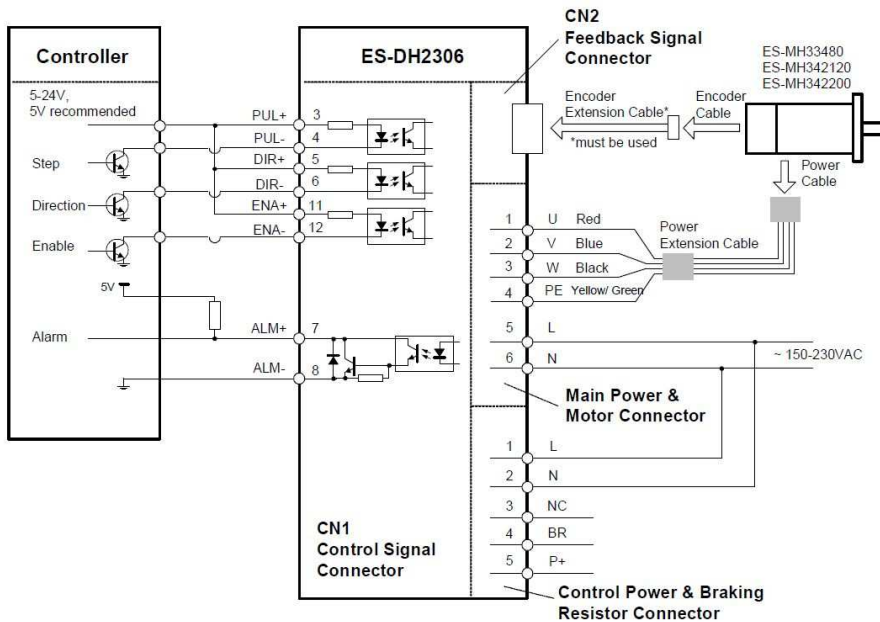 Controller
5-24V,
5V recommended
Step
Direction
Enable
5V
Alarm
PUL+ 3
PUL- 4
DIR+ 5
DIR- 6
ENA+ 11
ENA- 12
ALM+ 7
ALM- 8
ES-DH2306
CN1
Control Signal
Connector
CN2
Feedback Signal
Connector
Encoder
Extension Cable*
*must be used
Encoder
Cable
ES-MH33480
ES-MH342120
ES-MH342200
Power
Cable
Power
Extension Cable
1 U Red
2 V Blue
3 W Black
4 PE Yellow/ Green
5 L
6 N
~ 150-230VAC
Main Power &
Motor Connector
1 L
2 N
3 NC
4 BR
5 P+
Control Power & Braking
Resistor Connector